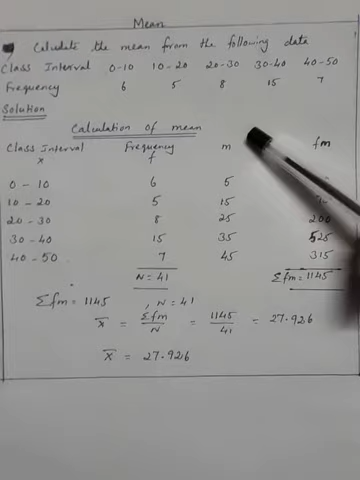 Mean
Calculate the mean from the following data
Class Interval 0-10 10-20 20-30 30-40 40-50
Frequency 6 5 8 15 7
Solution
Calculation of mean
Class Interval Frequency m fm
x f
0-10 6 5
10-20 5 15
20-30 8 25 200
30-40 15 35 525
40-50 7 45 315
N = 41 Σfm = 1145
Σfm = 1145, N = 41
x̄ = Σfm/N = 1145/41 = 27.926
x̄ = 27.926